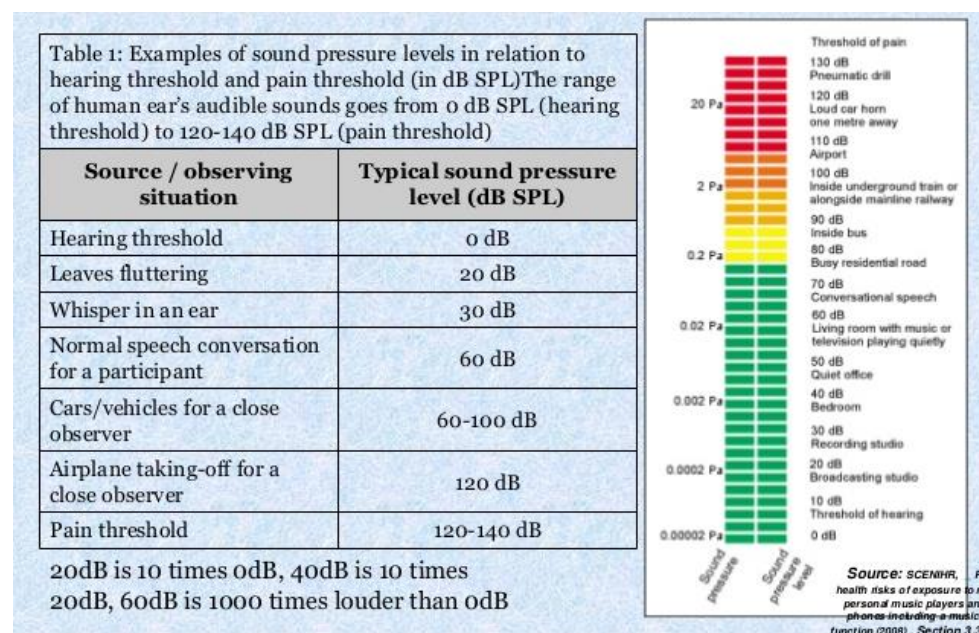 Table 1: Examples of sound pressure levels in relation to
hearing threshold and pain threshold (in dB SPL)The range
of human ear's audible sounds goes from 0 dB SPL (hearing
threshold) to 120-140 dB SPL (pain threshold)
Source / observing situation
Typical sound pressure level (dB SPL)
Hearing threshold 0 dB
Leaves fluttering 20 dB
Whisper in an ear 30 dB
Normal speech conversation
for a participant
60 dB
Cars/vehicles for a close
observer
60-100 dB
Airplane taking-off for a
close observer
120 dB
Pain threshold 120-140 dB
20dB is 10 times 0dB, 40dB is 10 times
20dB, 60dB is 1000 times louder than 0dB
Threshold of pain
130 dB
Pneumatic drill
120 dB
20 Pa
Loud car horn
one metre away
110 dB
Airport
100 dB
2 Pa
Inside underground train or
alongside mainline railway
90 dB
Inside bus
80 dB
0.2 Pa
Busy residential road
70 dB
Conversational speech
60 dB
0.02 Pa
Living room with music or
television playing quietly
50 dB
Quiet office
40 dB
0.002 Pa
Bedroom
30 dB
Recording studio
20 dB
0.0002 Pa
Broadcasting studio
10 dB
Threshold of hearing
0.00002 Pa
0 dB
Sound
pressure
Sound
pressure
level
Source: SCENIHR,
health risks of exposure to
personal music players
phones including a music
function (2008), Section